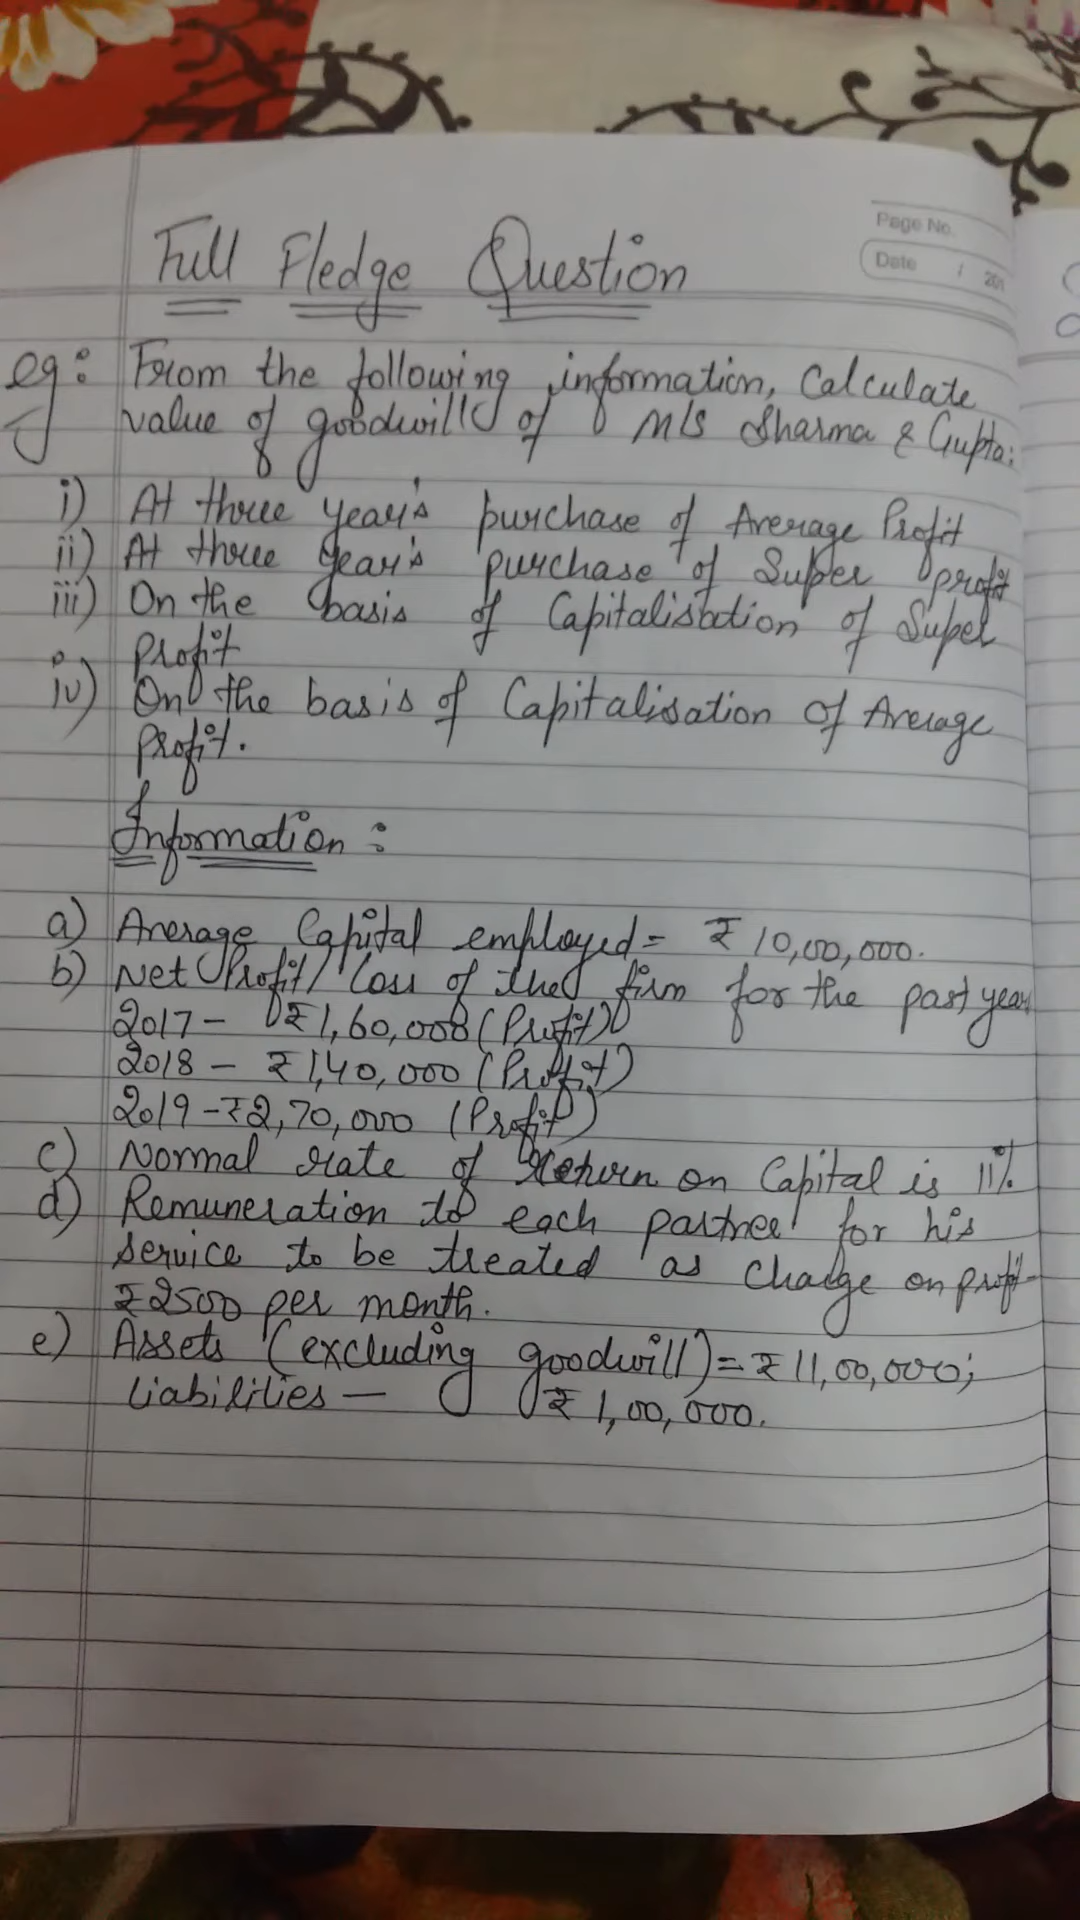 Page No.
Date / 201
Full Fledge Question
eg: From the following information, Calculate
value of goodwill of M/S Sharma & Gupta:
i) At three year's purchase of Average Profit
ii) At three year's purchase of Super profit
iii) On the basis of Capitalisation of Super
Profit
iv) On the basis of Capitalisation of Average
Profit.
Information :
a) Average Capital employed = ₹ 10,00,000.
b) Net Profit/ Loss of the firm for the past year
2017 - ₹1,60,000 (Profit)
2018 - ₹1,40,000 (Profit)
2019 - ₹2,70,000 (Profit)
c) Normal rate of return on Capital is 11%
d) Remuneration to each partner for his
service to be treated as charge on profit-
₹2500 per month.
e) Assets (excluding goodwill) = ₹ 11,00,000;
Liabilities — ₹ 1,00,000.